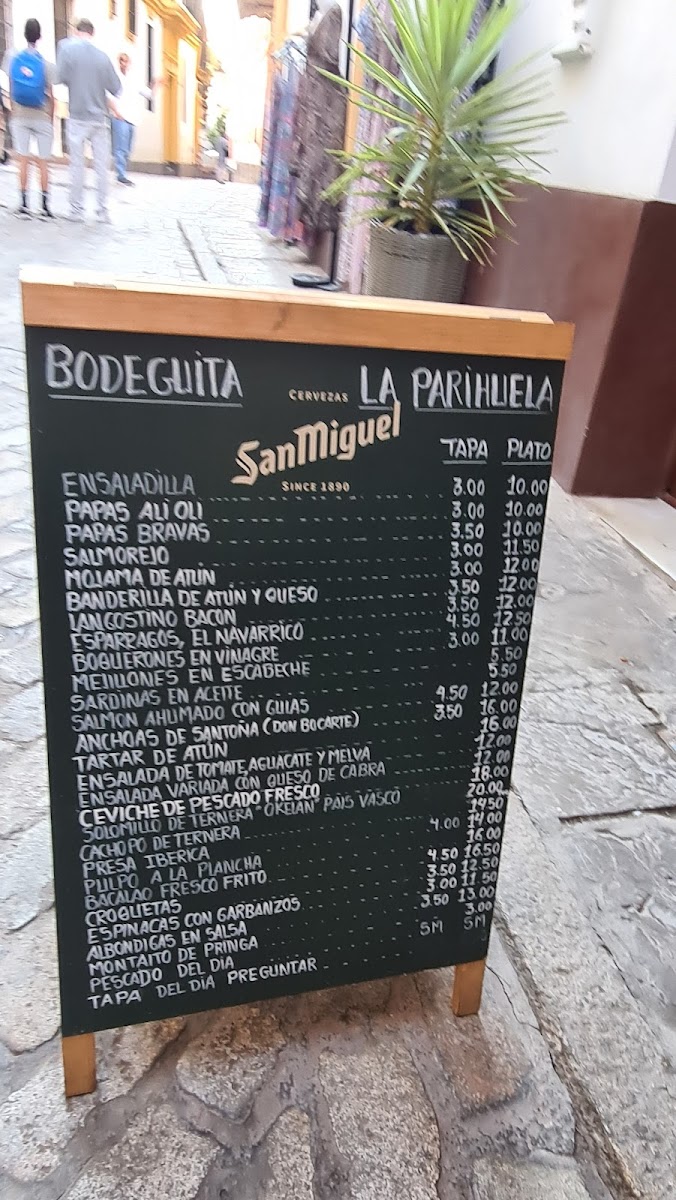 BODEGUITA LA PARIHUELA
CERVEZAS
San Miguel
SINCE 1890
TAPA PLATO
ENSALADILLA 3.00 10.00
PAPAS ALI OLI 3.00 10.00
PAPAS BRAVAS 3.50 10.00
SALMOREJO 3.00 11.50
MOJAMA DE ATUN 3.00 12.00
BANDERILLA DE ATUN Y QUESO 3.50 12.00
LANGOSTINO BACON 3.50 12.00
ESPARRAGOS, EL NAVARRICO 4.50 12.50
BOQUERONES EN VINAGRE 3.00 11.00
MEJILLONES EN ESCABECHE 5.50
SARDINAS EN ACEITE 5.50
SALMON AHUMADO CON GULAS 4.50 12.00
ANCHOAS DE SANTOÑA (DON BOCARTE) 3.50 16.00
TARTAR DE ATÚN 16.00
ENSALADA DE TOMATE, AGUACATE Y MELVA 12.00
ENSALADA VARIADA CON QUESO DE CABRA 12.00
CEVICHE DE PESCADO FRESCO 18.00
SOLOMILLO DE TERNERA "OKELAN" PAIS VASCO 20.00
CACHOPO DE TERNERA 19.50
PRESA IBERICA 4.00 14.00
PULPO A LA PLANCHA 16.00
BACALAO FRESCO FRITO 4.50 16.50
CROQUETAS 3.50 12.50
ESPINACAS CON GARBANZOS 3.00 11.50
ALBONDIGAS EN SALSA 3.50 13.00
MONTAITO DE PRINGA 3.00
PESCADO DEL DIA SM SM
TAPA DEL DIA PREGUNTAR